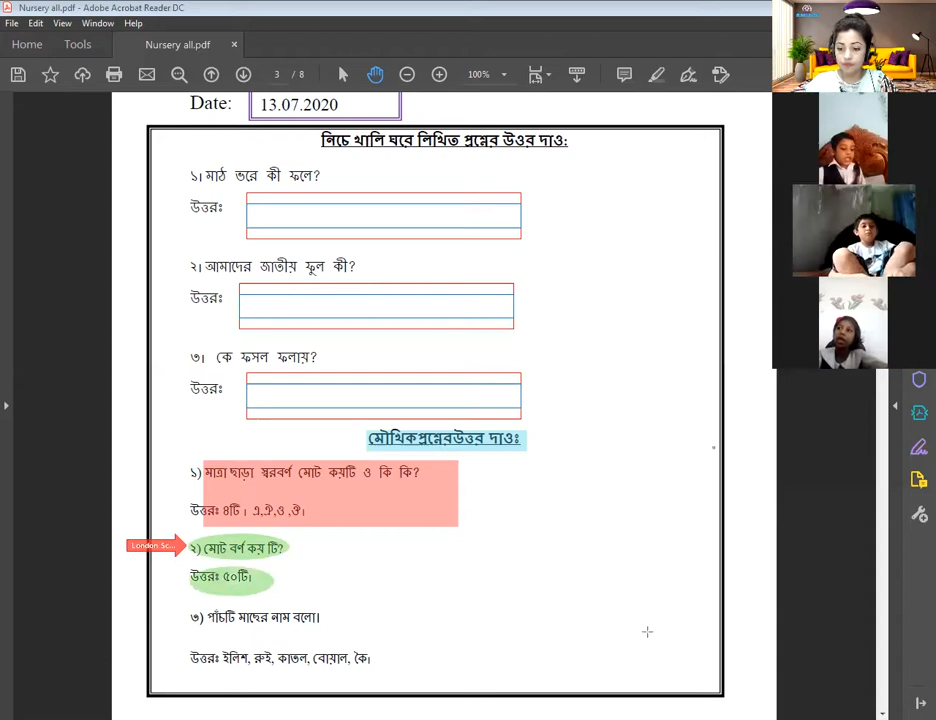 Nursery all.pdf - Adobe Acrobat Reader DC
File Edit View Window Help
Home Tools Nursery all.pdf ×
3 / 8 100%
Date: 13.07.2020
নিচে খালি ঘরে লিখিত প্রশ্নের উওর দাও:
১। মাঠ ভরে কী ফলে?
উত্তরঃ
২। আমাদের জাতীয় ফুল কী?
উত্তরঃ
৩। কে ফসল ফলায়?
উত্তরঃ
মৌখিকপ্রশ্নেরউত্তর দাওঃ
১) মাত্রা ছাড়া স্বরবর্ণ মোট কয়টি ও কি কি?
উত্তরঃ ৪টি । এ,ঐ,ও ,ঔ।
London Sc...
২) মোট বর্ণ কয় টি?
উত্তরঃ ৫০টি।
৩) পাঁচটি মাছের নাম বলো।
উত্তরঃ ইলিশ, রুই, কাতল, বোয়াল, কৈ।